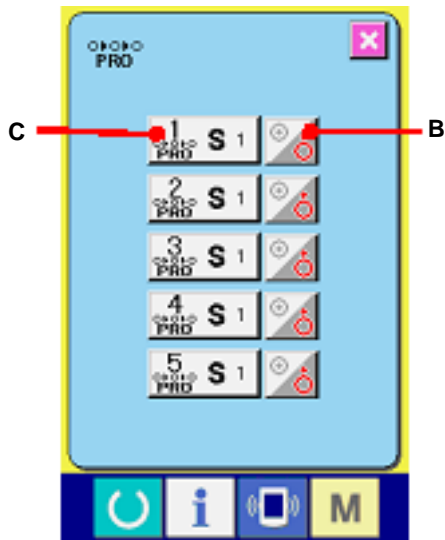 PRO
C
B
1 PRO S 1
2 PRO S 1
3 PRO S 1
4 PRO S 1
5 PRO S 1
i
M